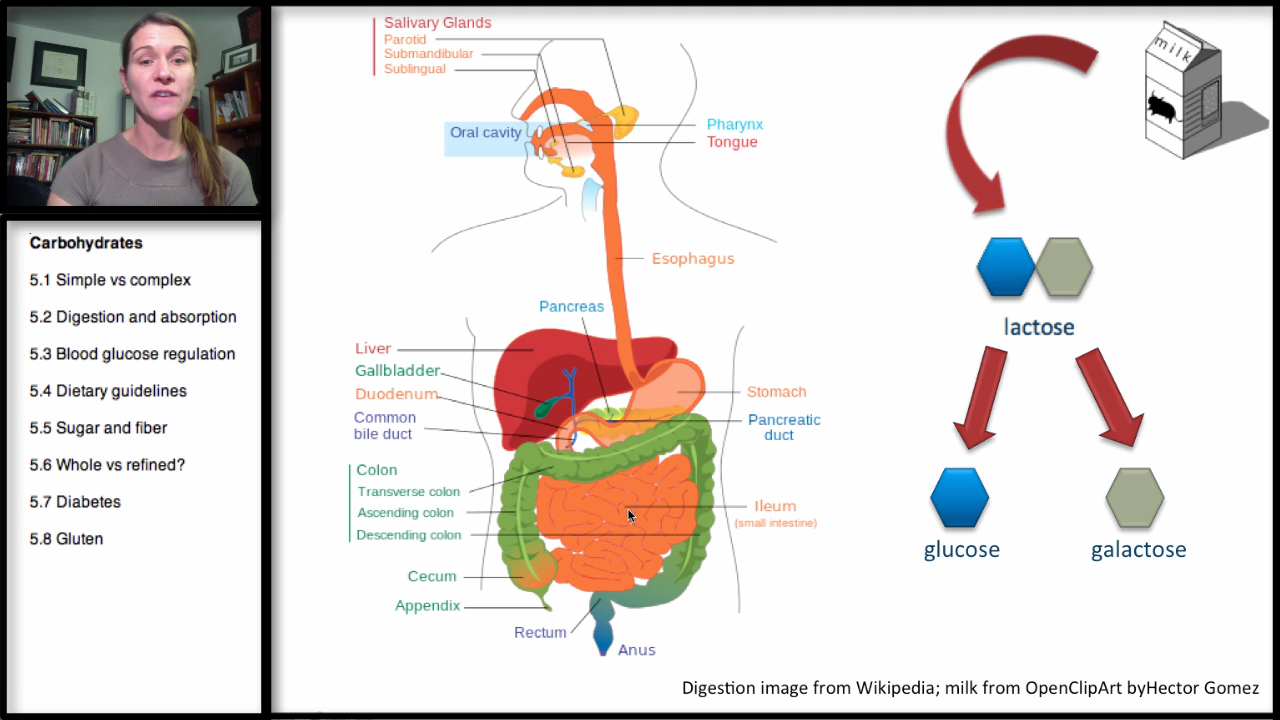 Carbohydrates
5.1 Simple vs complex
5.2 Digestion and absorption
5.3 Blood glucose regulation
5.4 Dietary guidelines
5.5 Sugar and fiber
5.6 Whole vs refined?
5.7 Diabetes
5.8 Gluten
Salivary Glands
Parotid
Submandibular
Sublingual
Oral cavity
Pharynx
Tongue
Esophagus
Pancreas
Liver
Gallbladder
Duodenum
Common
bile duct
Stomach
Pancreatic
duct
Colon
Transverse colon
Ascending colon
Descending colon
Ileum
(small intestine)
Cecum
Appendix
Rectum
Anus
milk
lactose
glucose
galactose
Digestion image from Wikipedia; milk from OpenClipArt byHector Gomez